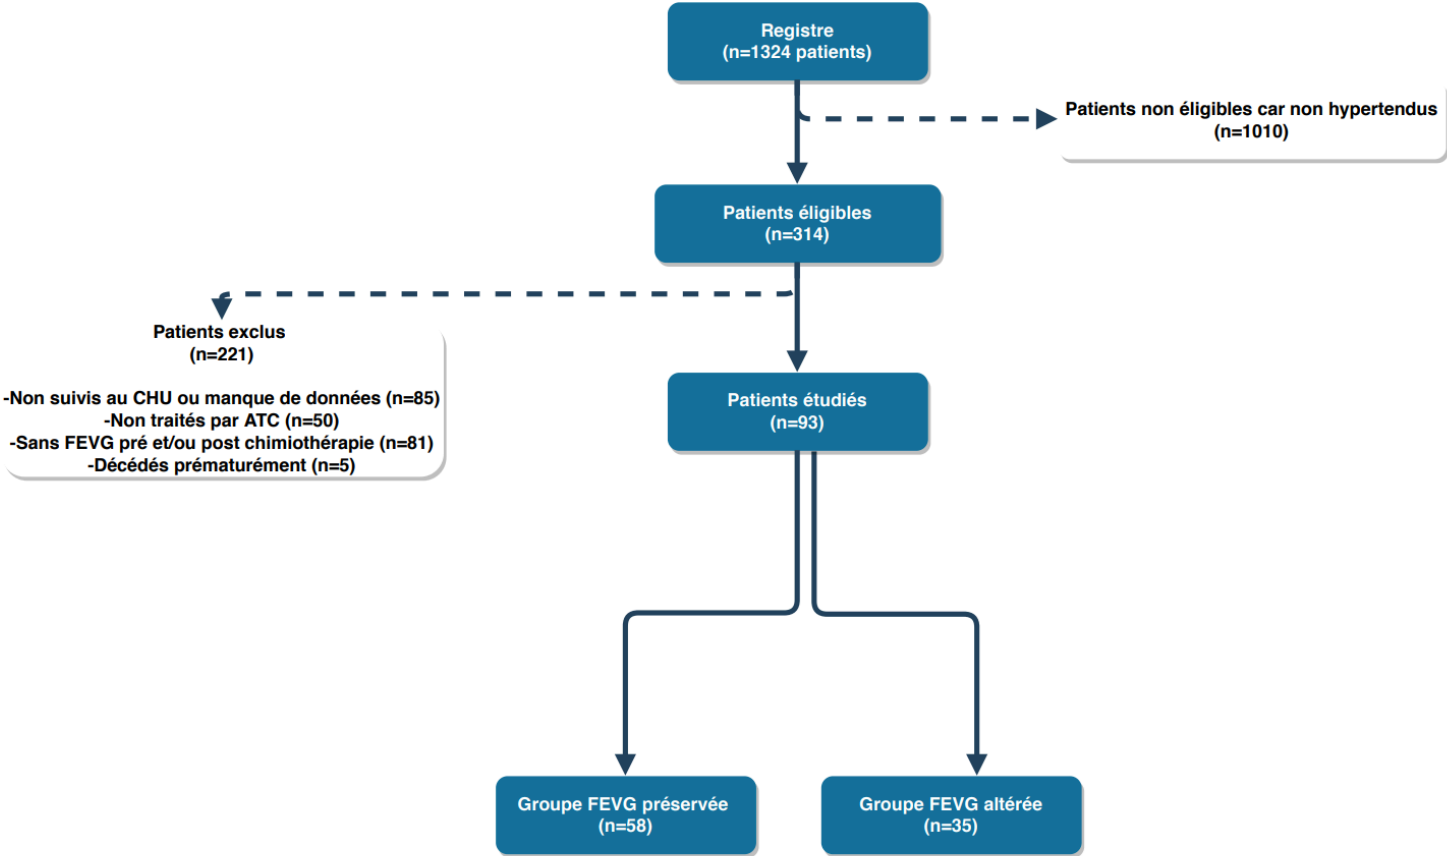 Registre
(n=1324 patients)
Patients non éligibles car non hypertendus
(n=1010)
Patients éligibles
(n=314)
Patients exclus
(n=221)
-Non suivis au CHU ou manque de données (n=85)
-Non traités par ATC (n=50)
-Sans FEVG pré et/ou post chimiothérapie (n=81)
-Décédés prématurément (n=5)
Patients étudiés
(n=93)
Groupe FEVG préservée
(n=58)
Groupe FEVG altérée
(n=35)